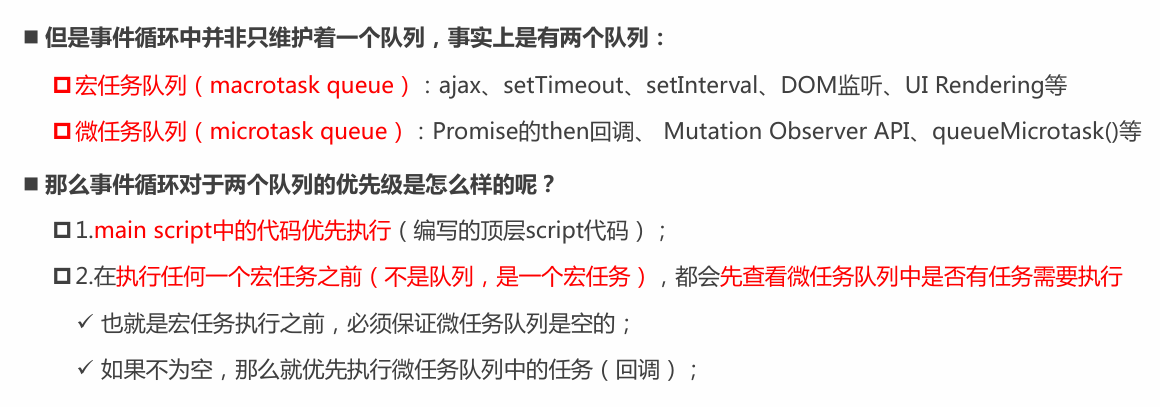 ■ 但是事件循环中并非只维护着一个队列，事实上是有两个队列：
宏任务队列（macrotask queue）：ajax、setTimeout、setInterval、DOM监听、UI Rendering等
微任务队列（microtask queue）：Promise的then回调、 Mutation Observer API、queueMicrotask()等
■ 那么事件循环对于两个队列的优先级是怎么样的呢？
1.main script中的代码优先执行（编写的顶层script代码）；
2.在执行任何一个宏任务之前（不是队列，是一个宏任务），都会先查看微任务队列中是否有任务需要执行
✓ 也就是宏任务执行之前，必须保证微任务队列是空的；
✓ 如果不为空，那么就优先执行微任务队列中的任务（回调）；